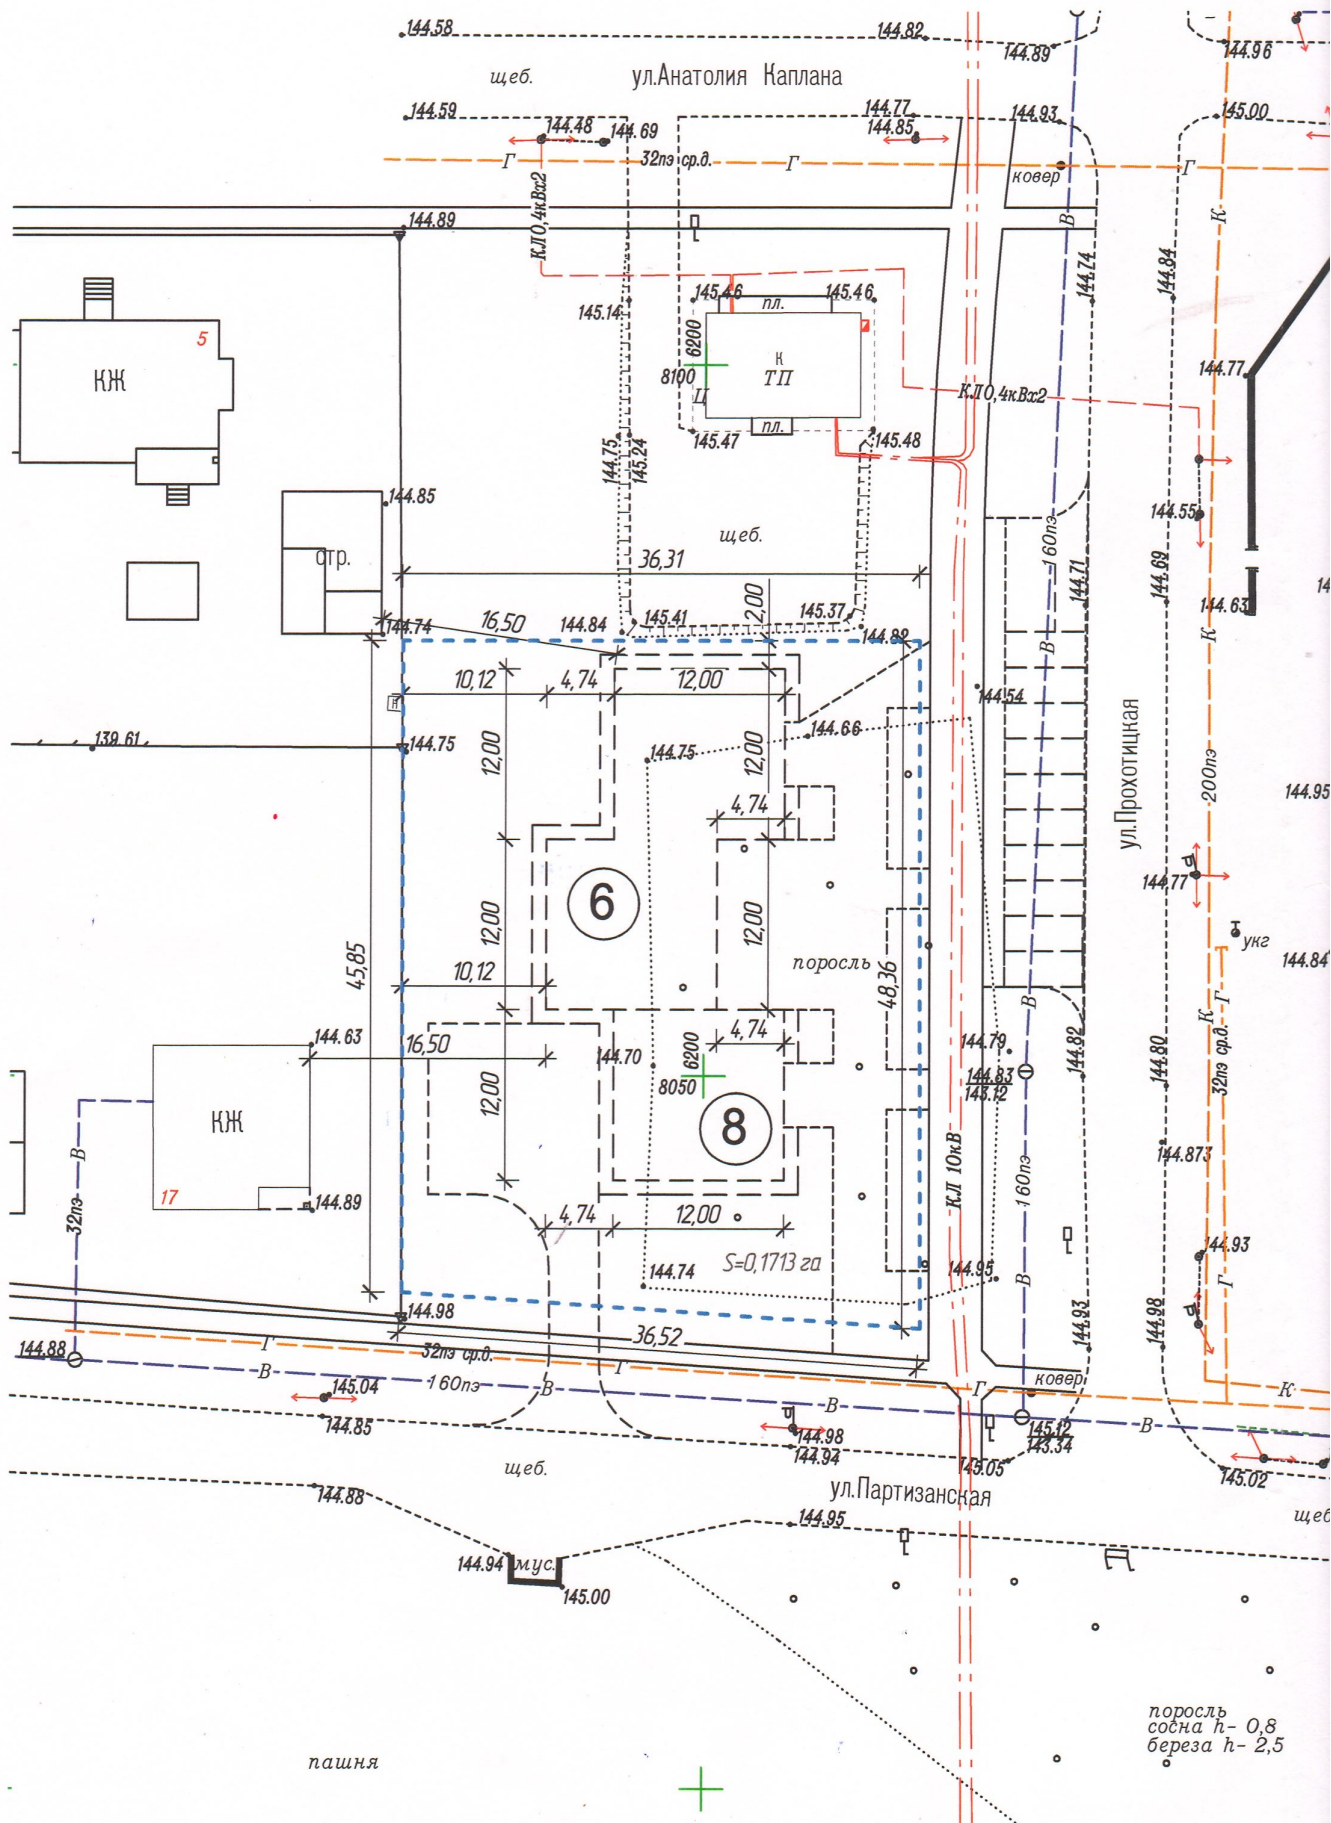 144.58
144.82
144.89
144.96
щеб.
ул.Анатолия Каплана
144.59
144.77
144.93
145.00
144.48
144.69
144.85
Г
32пэ ср.д.
Г
ковер
Г
КЛ0,4кВх2
144.89
В
К
144.74
144.84
145.14
145.46
пл.
145.46
5
КЖ
6200
8100
Ц
к
ТП
КЛ0,4кВх2
144.77
пл.
145.47
145.48
144.75
145.24
144.85
144.55
отр.
щеб.
160пэ
36,31
144.71
144.69
144.63
2,00
144.74
16,50
144.84
145.41
145.37
144.82
В
К
10,12
4,74
12,00
144.54
Н
139.61
144.75
12,00
144.75
12,00
144.66
ул.Прохотицкая
200пэ
144.95
4,74
6
144.77
12,00
12,00
укг
45,85
10,12
поросль
48,36
144.84
В
К
Г
144.63
16,50
144.70
6200
4,74
8050
144.79
144.83
143.12
144.82
144.80
32пэ ср.д.
12,00
КЖ
8
КЛ 10кВ
144.873
В
17
144.89
32пэ
160пэ
4,74
12,00
S=0,1713 га
144.93
144.74
144.95
В
Г
144.98
144.93
144.98
144.88
Г
32пэ ср.д.
36,52
Г
В
160пэ
В
Г
ковер
К
145.04
144.85
В
144.98
144.94
145.12
143.34
В
145.05
145.02
щеб.
144.88
ул.Партизанская
144.95
щеб
144.94
мус.
145.00
поросль
сосна h- 0,8
береза h- 2,5
пашня